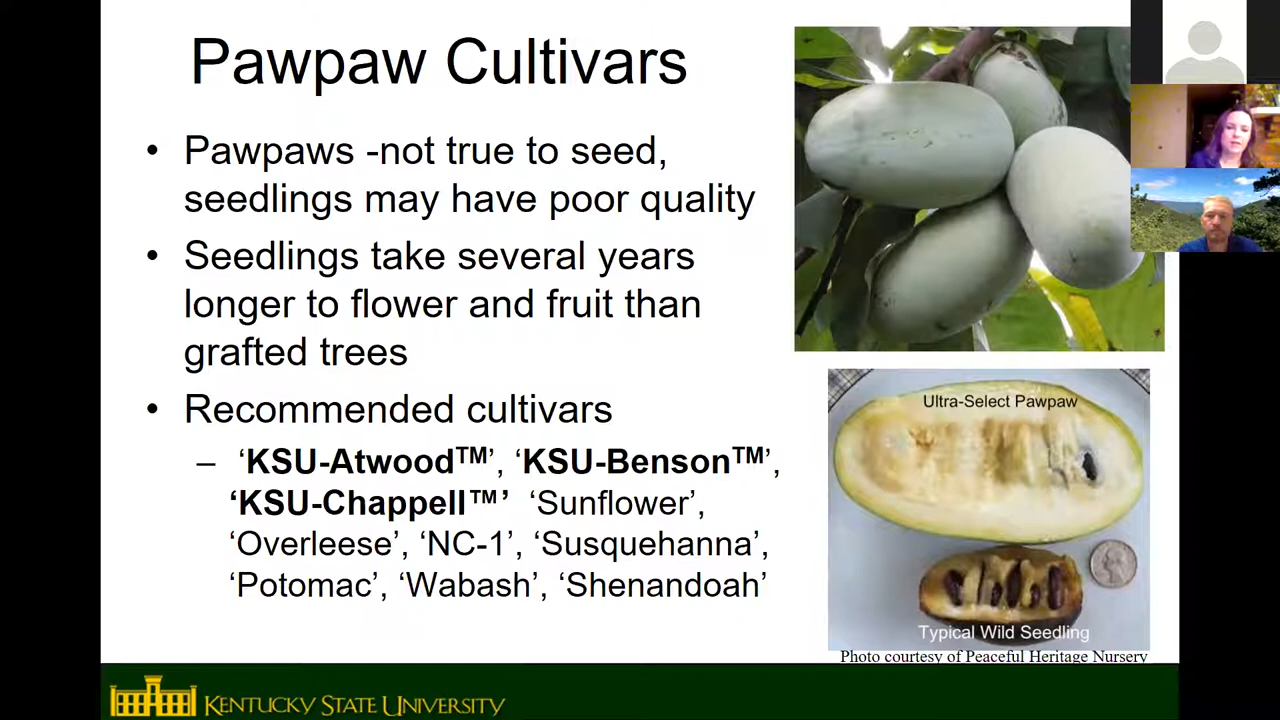 Pawpaw Cultivars
• Pawpaws -not true to seed,
seedlings may have poor quality
• Seedlings take several years
longer to flower and fruit than
grafted trees
• Recommended cultivars
– ‘KSU-Atwood™’, ‘KSU-Benson™’,
‘KSU-Chappell™’ ‘Sunflower’,
‘Overleese’, ‘NC-1’, ‘Susquehanna’,
‘Potomac’, ‘Wabash’, ‘Shenandoah’
Ultra-Select Pawpaw
Typical Wild Seedling
Photo courtesy of Peaceful Heritage Nursery
KENTUCKY STATE UNIVERSITY